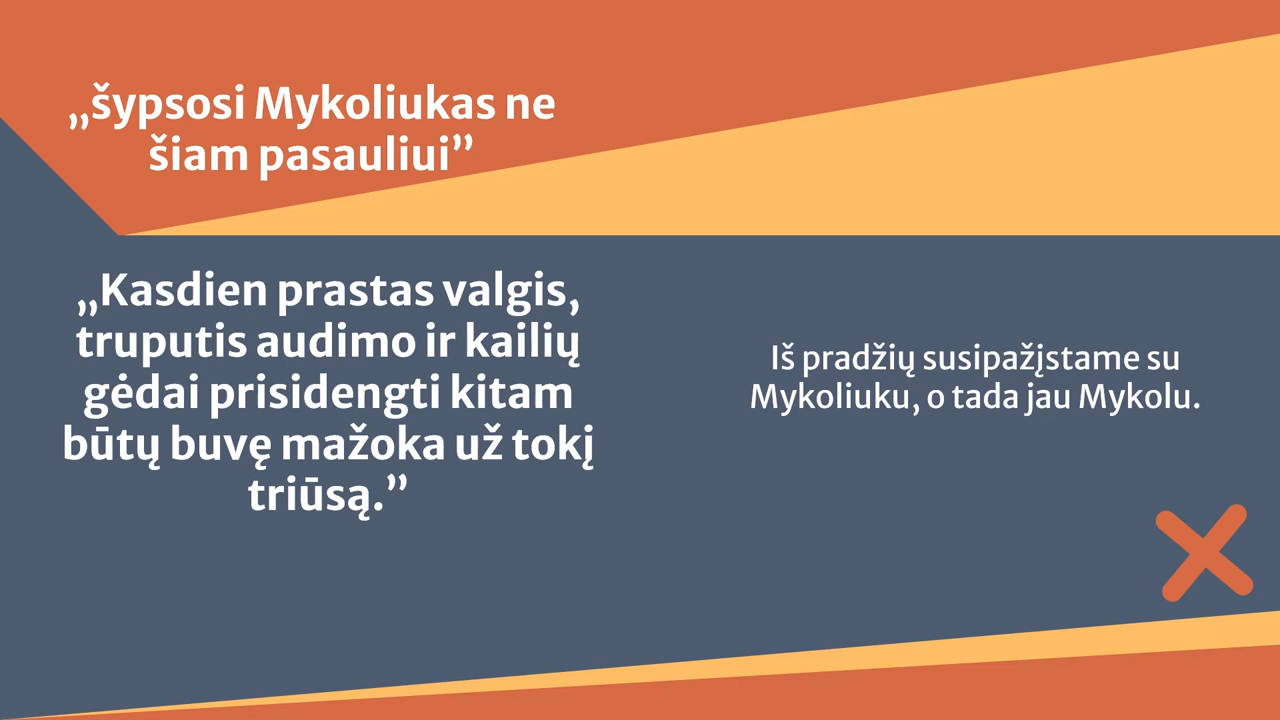 „šypsosi Mykoliukas ne
šiam pasauliui”
„Kasdien prastas valgis,
truputis audimo ir kailių
gėdai prisidengti kitam
būtų buvę mažoka už tokį
triūsą.”
Iš pradžių susipažįstame su
Mykoliuku, o tada jau Mykolu.